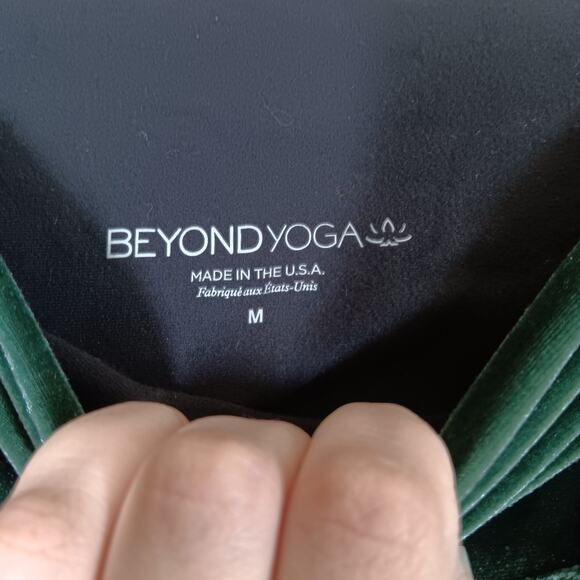 BEYOND YOGA
MADE IN THE U.S.A.
Fabriqué aux États-Unis
M